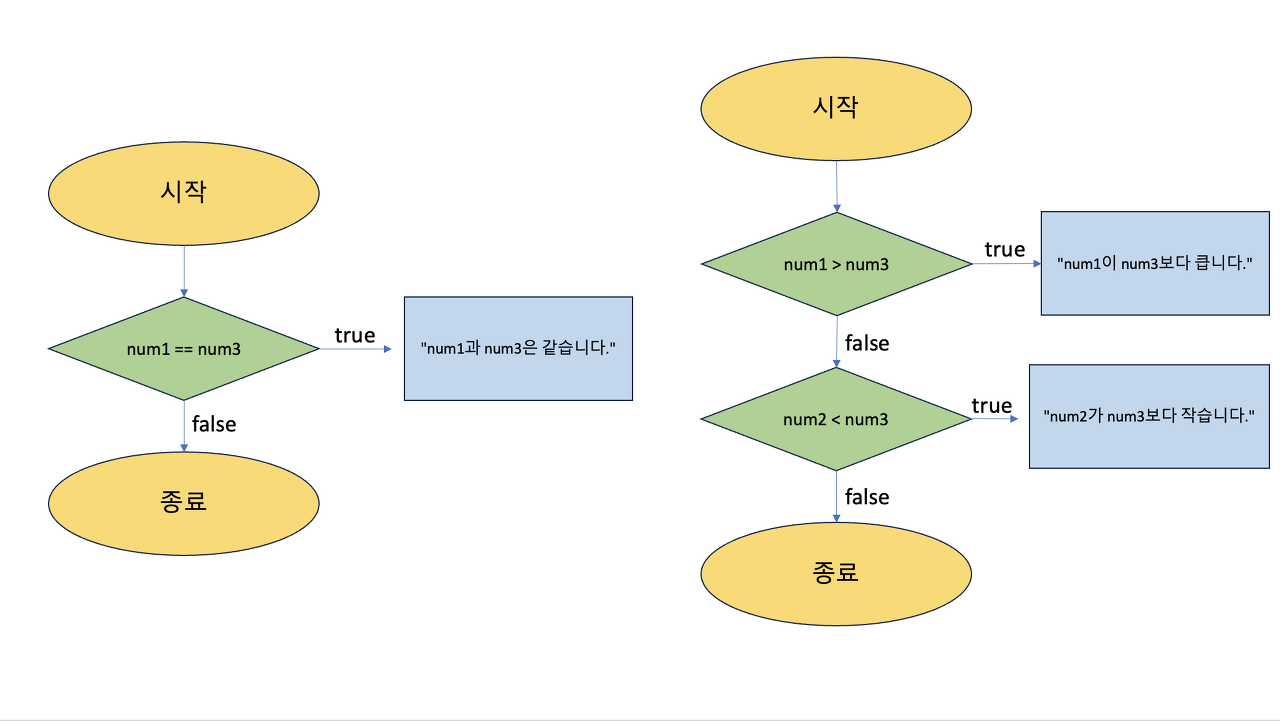 시작
num1 == num3
true
"num1과 num3은 같습니다."
false
종료
시작
num1 > num3
true
"num1이 num3보다 큽니다."
false
num2 < num3
true
"num2가 num3보다 작습니다."
false
종료